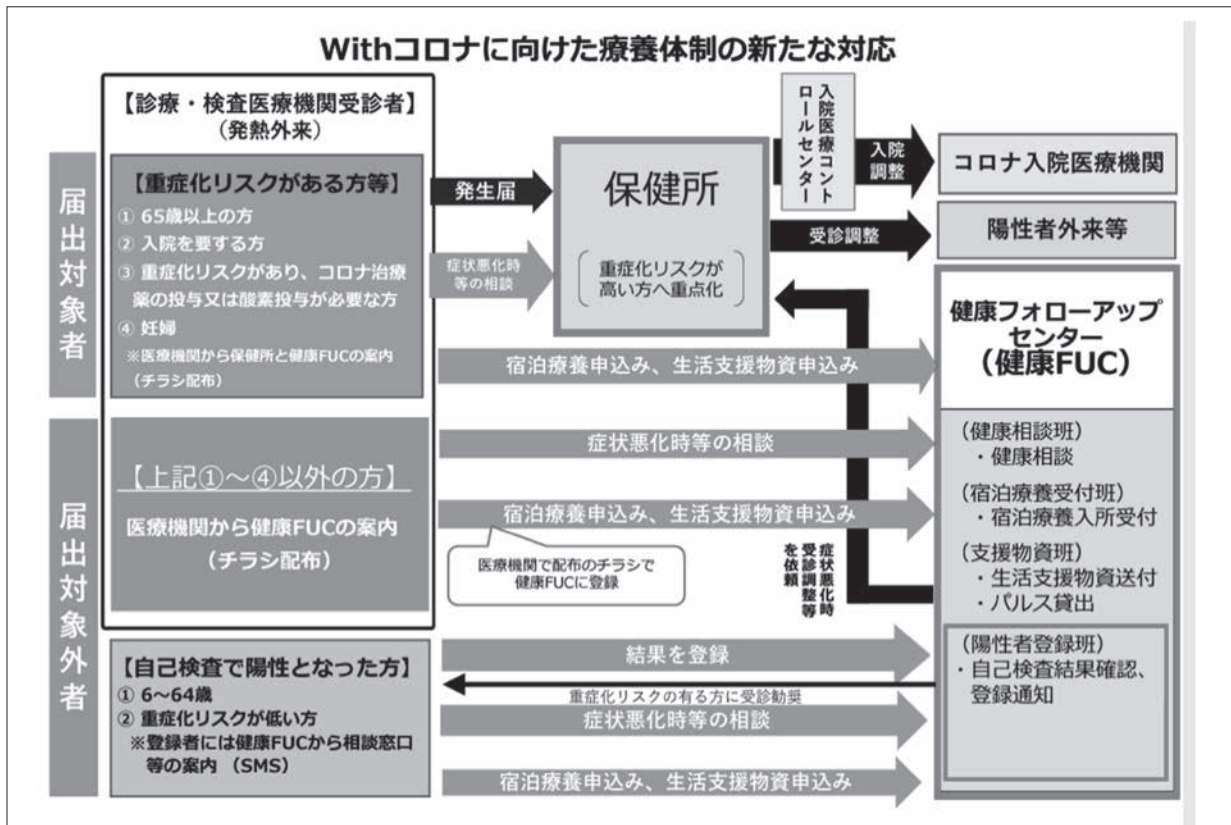 Withコロナに向けた療養体制の新たな対応
届出対象者
【診療・検査医療機関受診者】
（発熱外来）
【重症化リスクがある方等】
① 65歳以上の方
② 入院を要する方
③ 重症化リスクがあり、コロナ治療
薬の投与又は酸素投与が必要な方
④ 妊婦
※医療機関から保健所と健康FUCの案内
（チラシ配布）
発生届
症状悪化時
等の相談
保健所
重症化リスクが
高い方へ重点化
入院医療コント
ロールセンター
入院
調整
コロナ入院医療機関
受診調整
陽性者外来等
宿泊療養申込み、生活支援物資申込み
健康フォローアップ
センター
（健康FUC）
届出対象外者
【上記①～④以外の方】
医療機関から健康FUCの案内
（チラシ配布）
症状悪化時等の相談
宿泊療養申込み、生活支援物資申込み
医療機関で配布のチラシで
健康FUCに登録
症状悪化時
受診調整等
を依頼
（健康相談班）
・健康相談
（宿泊療養受付班）
・宿泊療養入所受付
（支援物資班）
・生活支援物資送付
・パルス貸出
（陽性者登録班）
・自己検査結果確認、
登録通知
【自己検査で陽性となった方】
① 6～64歳
② 重症化リスクが低い方
※登録者には健康FUCから相談窓口
等の案内 （SMS）
結果を登録
重症化リスクの有る方に受診勧奨
症状悪化時等の相談
宿泊療養申込み、生活支援物資申込み